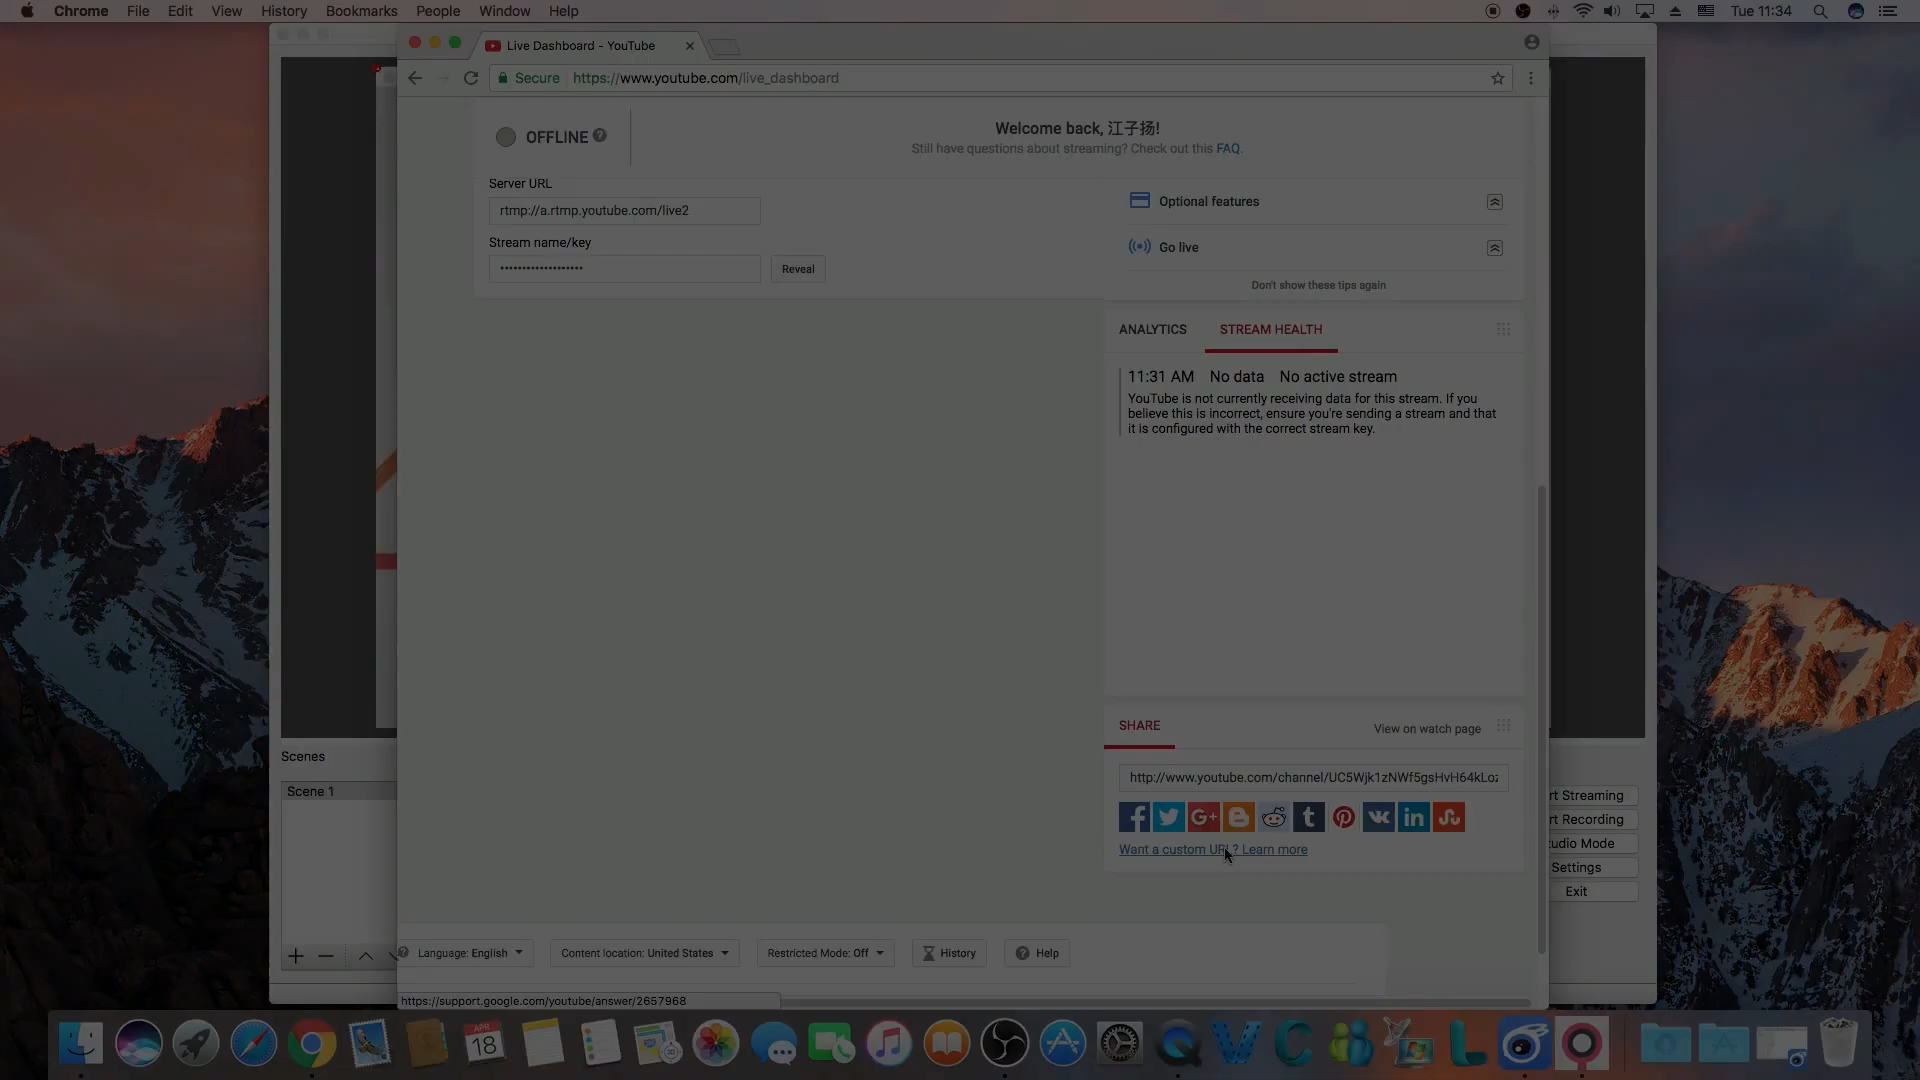 Chrome File Edit View History Bookmarks People Window Help Tue 11:34
Live Dashboard - YouTube
Secure https://www.youtube.com/live_dashboard
OFFLINE
Welcome back, 江子扬!
Still have questions about streaming? Check out this FAQ.
Server URL
rtmp://a.rtmp.youtube.com/live2
Stream name/key
Reveal
Optional features
Go live
Don't show these tips again
ANALYTICS STREAM HEALTH
11:31 AM No data No active stream
YouTube is not currently receiving data for this stream. If you
believe this is incorrect, ensure you're sending a stream and that
it is configured with the correct stream key.
SHARE View on watch page
http://www.youtube.com/channel/UC5Wjk1zNWf5gsHvH64kLoz
Want a custom URL? Learn more
Scenes
Scene 1
rt Streaming
rt Recording
tudio Mode
Settings
Exit
Language: English Content location: United States Restricted Mode: Off History Help
https://support.google.com/youtube/answer/2657968
APR
18